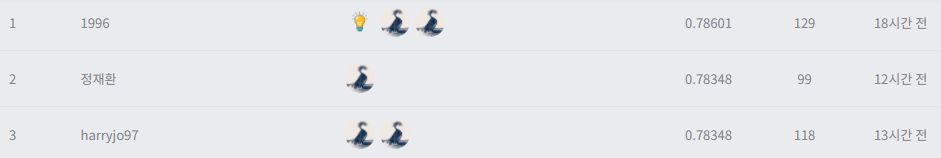 1 1996 0.78601 129 18시간 전
2 정재환 0.78348 99 12시간 전
3 harryjo97 0.78348 118 13시간 전